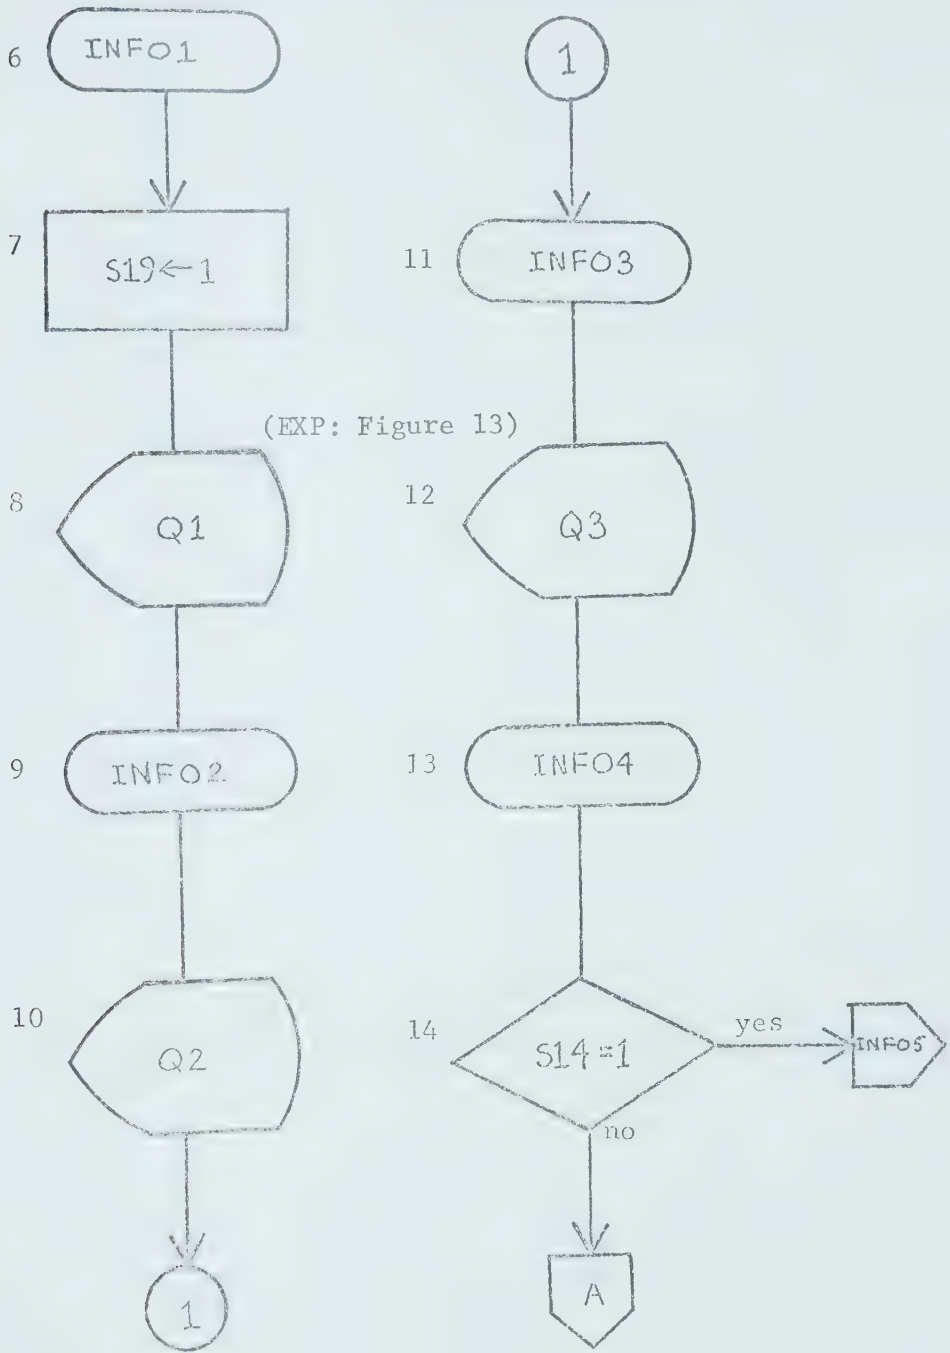 6 INFO1
7 S19←1
(EXP: Figure 13)
8 Q1
9 INFO2
10 Q2
1
1
11 INFO3
12 Q3
13 INFO4
14 S14=1
yes
INFO5
no
A